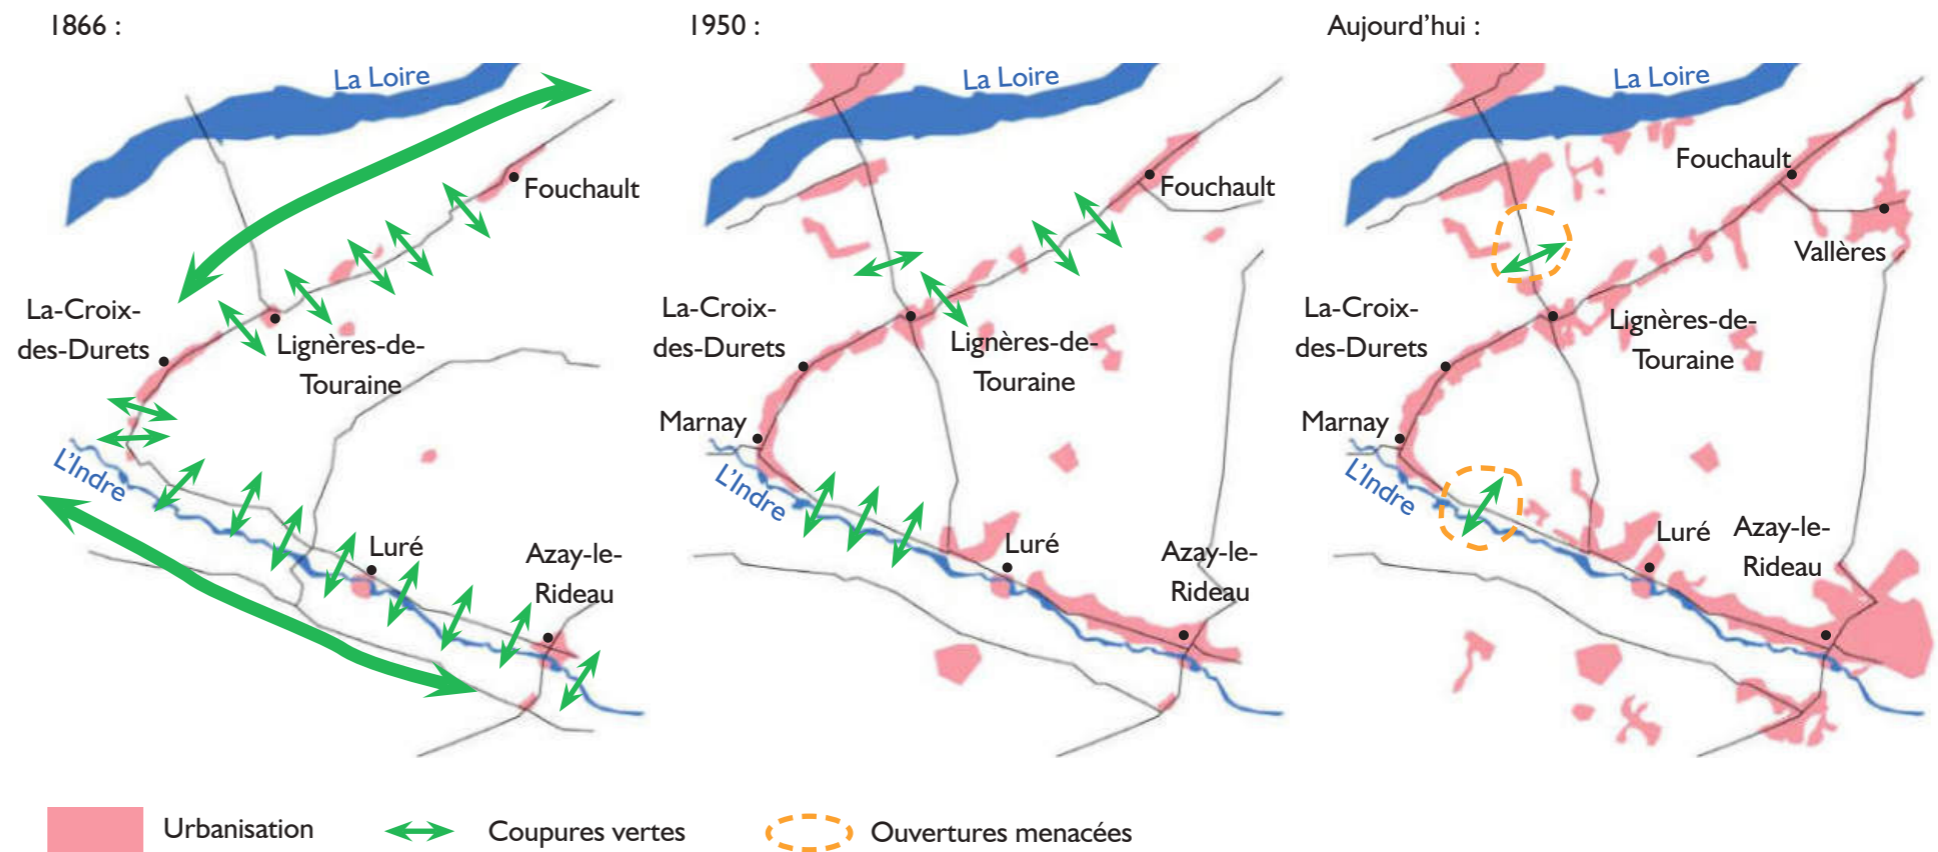 1866 :
La Loire
Fouchault
La-Croix-
des-Durets
Lignères-de-
Touraine
L'Indre
Luré
Azay-le-
Rideau
1950 :
La Loire
Fouchault
La-Croix-
des-Durets
Lignères-de-
Touraine
Marnay
L'Indre
Luré
Azay-le-
Rideau
Aujourd'hui :
La Loire
Fouchault
Vallères
La-Croix-
des-Durets
Lignères-de-
Touraine
Marnay
L'Indre
Luré
Azay-le-
Rideau
Urbanisation
Coupures vertes
Ouvertures menacées